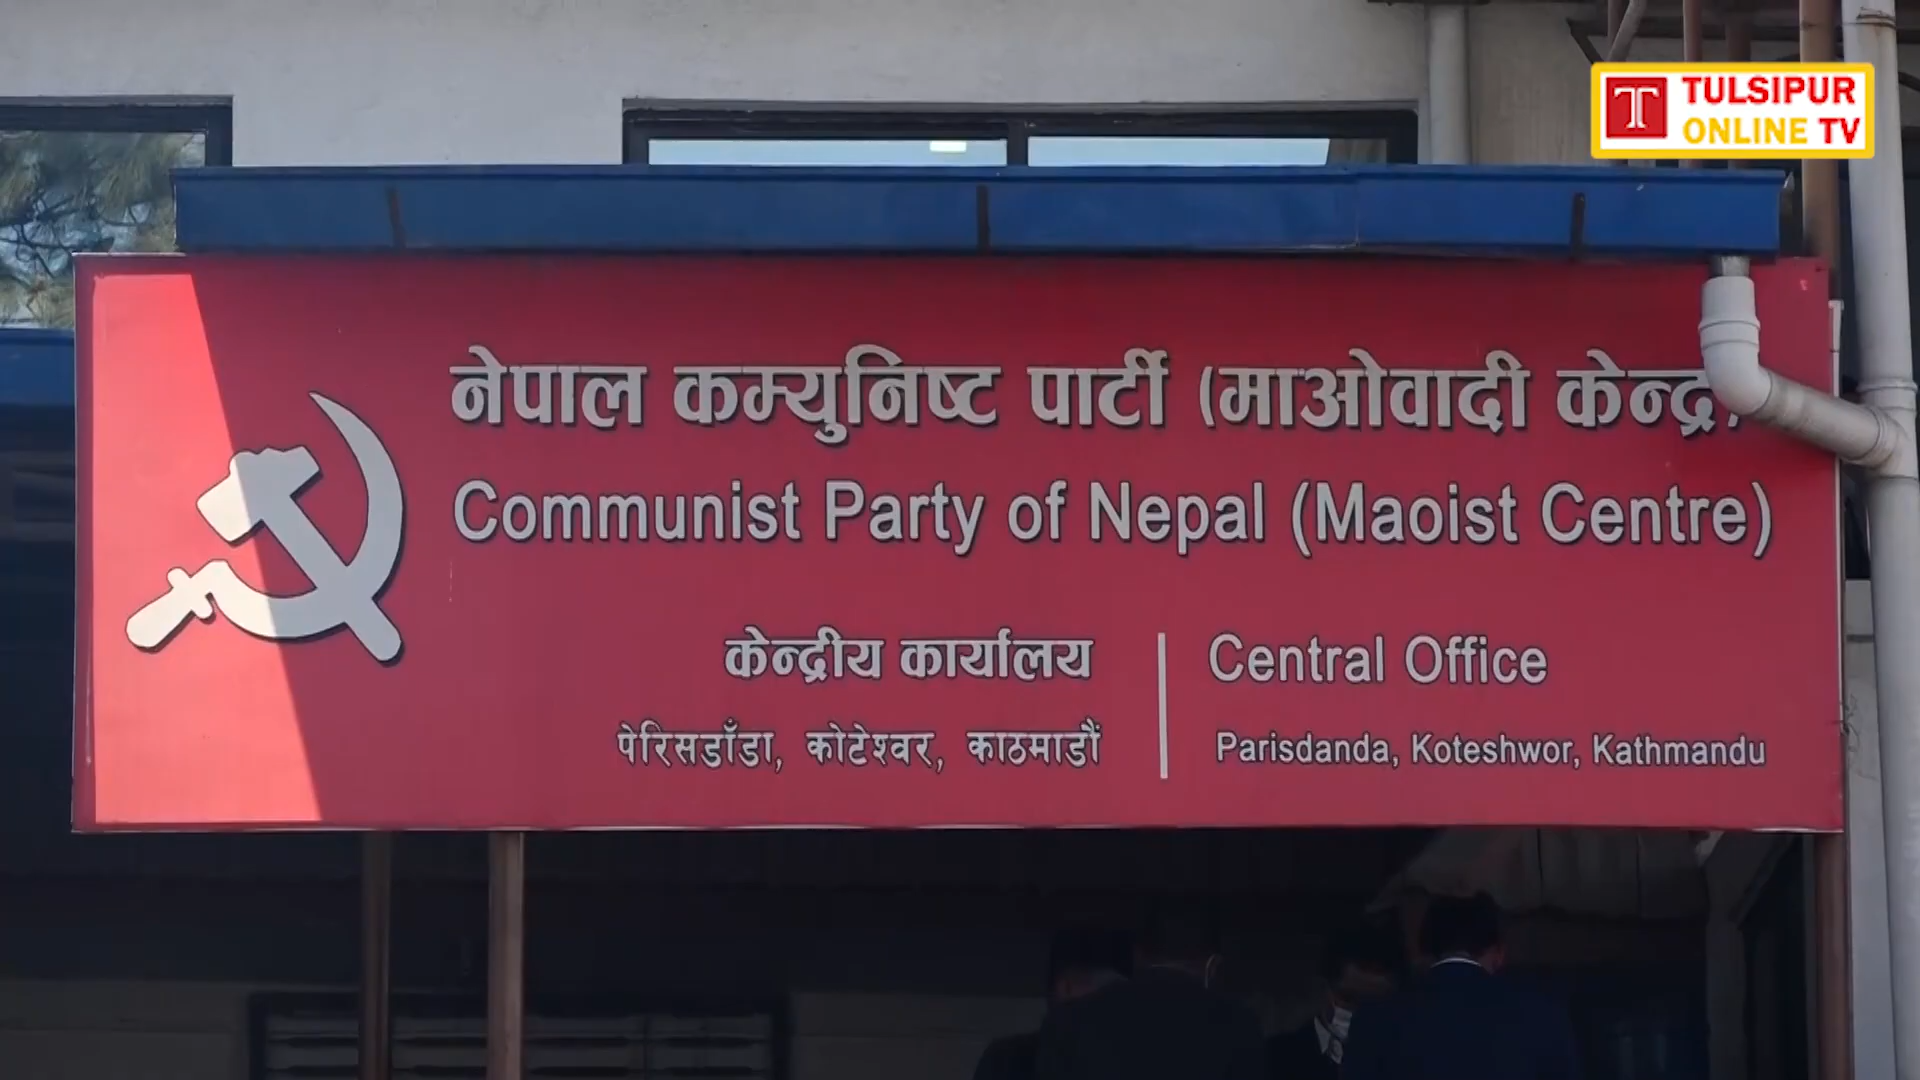 T TULSIPUR
ONLINE TV
नेपाल कम्युनिष्ट पार्टी (माओवादी केन्द्र)
Communist Party of Nepal (Maoist Centre)
केन्द्रीय कार्यालय
पेरिसडाँडा, कोटेश्वर, काठमाडौं
Central Office
Parisdanda, Koteshwor, Kathmandu